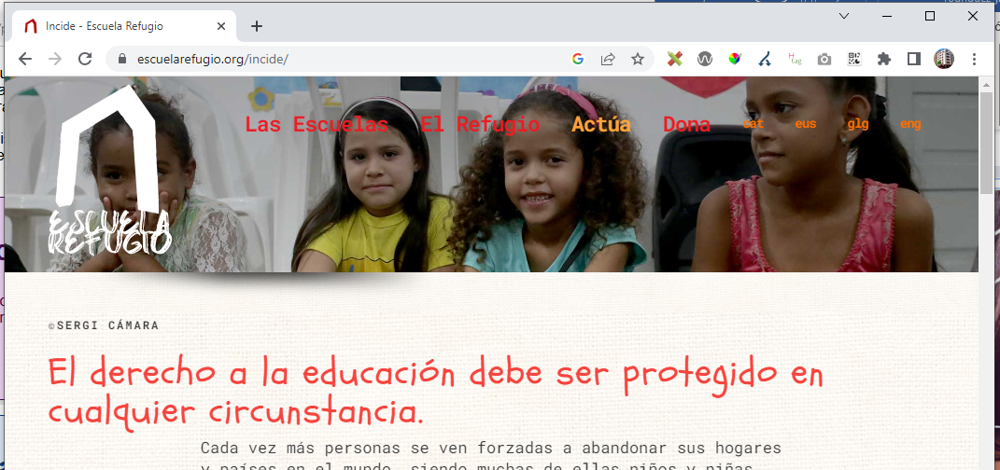 Incide - Escuela Refugio
escuelarefugio.org/incide/
Las Escuelas El Refugio Actúa Dona cat eus glg eng
ESCUELA
REFUGIO
©SERGI CÁMARA
El derecho a la educación debe ser protegido en
cualquier circunstancia.
Cada vez más personas se ven forzadas a abandonar sus hogares
y países en el mundo, siendo muchas de ellas niños y niñas